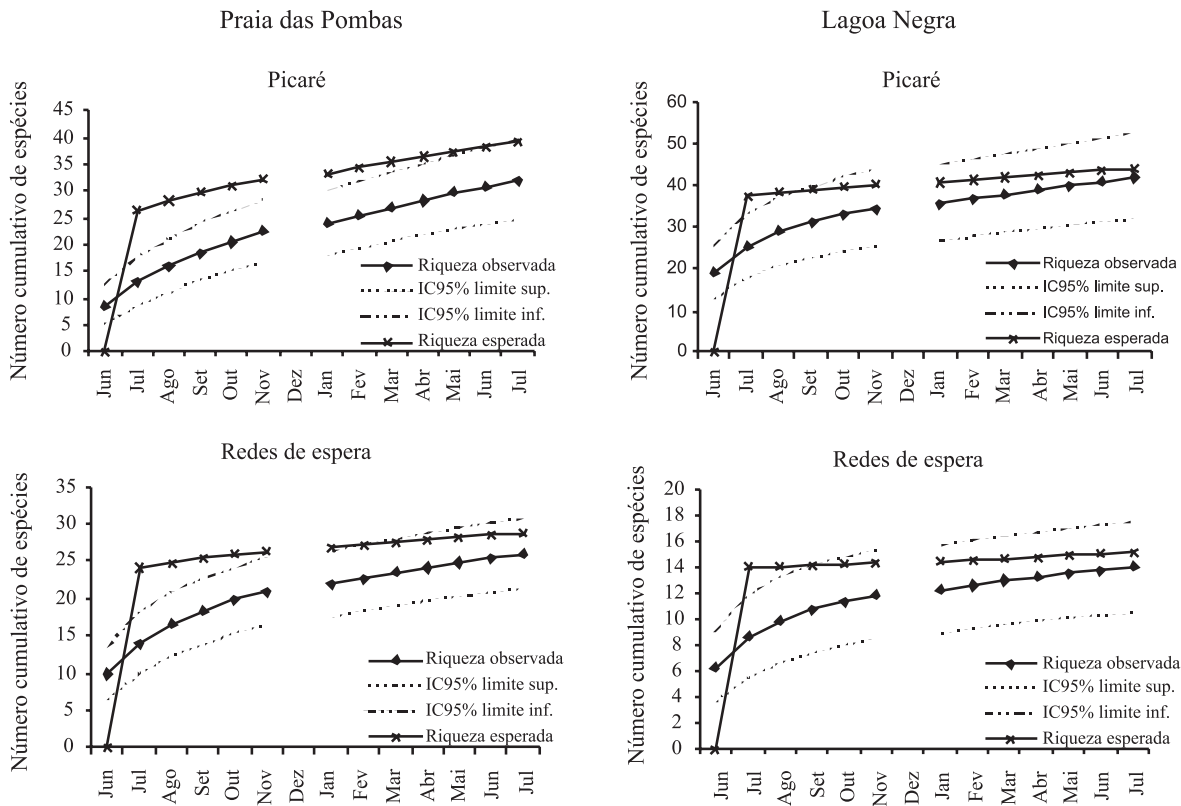 Praia das Pombas
Lagoa Negra
Picaré
Número cumulativo de espécies
45
40
35
30
25
20
15
10
5
0
Riqueza observada
IC95% limite sup.
IC95% limite inf.
Riqueza esperada
Jun Jul Ago Set Out Nov Dez Jan Fev Mar Abr Mai Jun Jul
Picaré
Número cumulativo de espécies
60
50
40
30
20
10
0
Riqueza observada
IC95% limite sup.
IC95% limite inf.
Riqueza esperada
Jun Jul Ago Set Out Nov Dez Jan Fev Mar Abr Mai Jun Jul
Redes de espera
Número cumulativo de espécies
35
30
25
20
15
10
5
0
Riqueza observada
IC95% limite sup.
IC95% limite inf.
Riqueza esperada
Jun Jul Ago Set Out Nov Dez Jan Fev Mar Abr Mai Jun Jul
Redes de espera
Número cumulativo de espécies
20
18
16
14
12
10
8
6
4
2
0
Riqueza observada
IC95% limite sup.
IC95% limite inf.
Riqueza esperada
Jun Jul Ago Set Out Nov Dez Jan Fev Mar Abr Mai Jun Jul